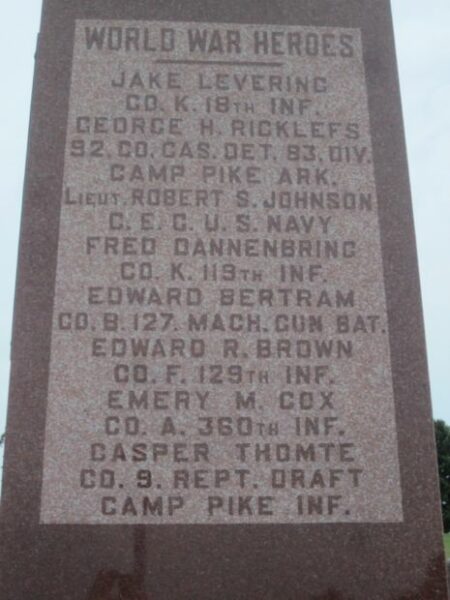 WORLD WAR HEROES
JAKE LEVERING
CO. K. 18TH INF.
GEORGE H. RICKLEFS
92. CO. CAS. DET. 83. DIV.
CAMP PIKE ARK.
LIEUT. ROBERT S. JOHNSON
C. E. C. U. S. NAVY
FRED DANNENBRING
CO. K. 119TH INF.
EDWARD BERTRAM
CO. B. 127. MACH. GUN BAT.
EDWARD R. BROWN
CO. F. 129TH INF.
EMERY M. COX
CO. A. 360TH INF.
CASPER THOMTE
CO. 9. REPT. DRAFT
CAMP PIKE INF.